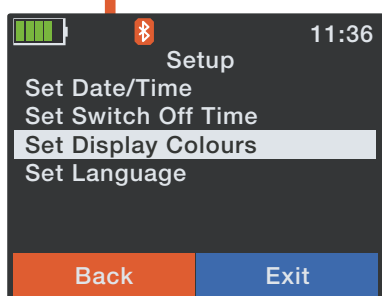 11:36
Setup
Set Date/Time
Set Switch Off Time
Set Display Colours
Set Language
Back Exit